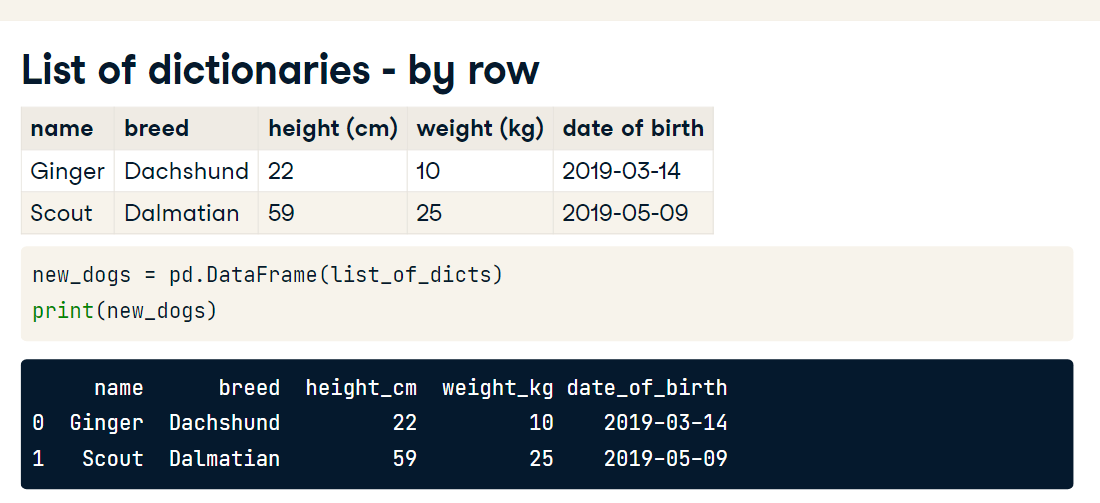 List of dictionaries - by row
name breed height (cm) weight (kg) date of birth
Ginger Dachshund 22 10 2019-03-14
Scout Dalmatian 59 25 2019-05-09
new_dogs = pd.DataFrame(list_of_dicts)
print(new_dogs)
name breed height_cm weight_kg date_of_birth
0 Ginger Dachshund 22 10 2019-03-14
1 Scout Dalmatian 59 25 2019-05-09